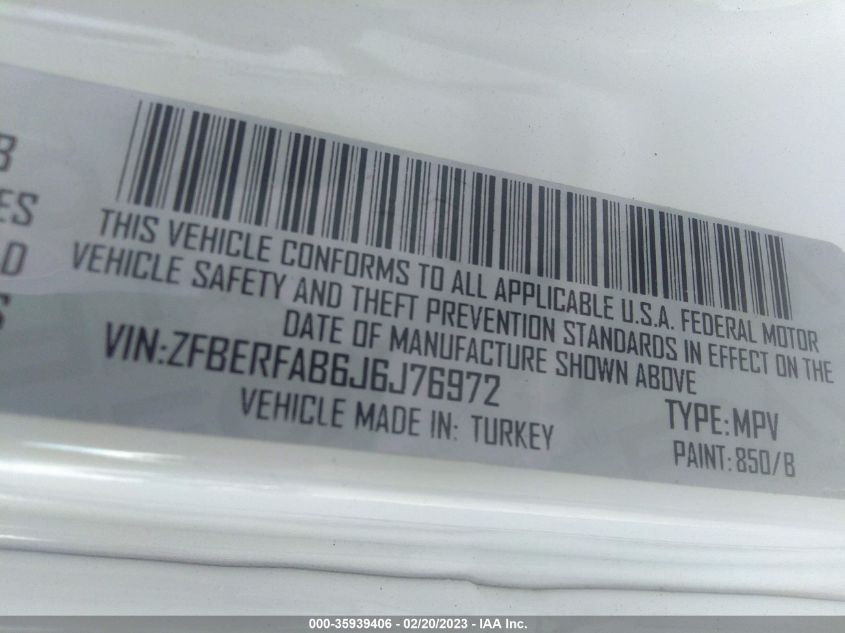 B
ES
D
S
THIS VEHICLE CONFORMS TO ALL APPLICABLE U.S.A. FEDERAL MOTOR
VEHICLE SAFETY AND THEFT PREVENTION STANDARDS IN EFFECT ON THE
DATE OF MANUFACTURE SHOWN ABOVE
VIN:ZFBERFAB6J6J76972
TYPE:MPV
VEHICLE MADE IN: TURKEY
PAINT:850/B
000-35939406 - 02/20/2023 - IAA Inc.